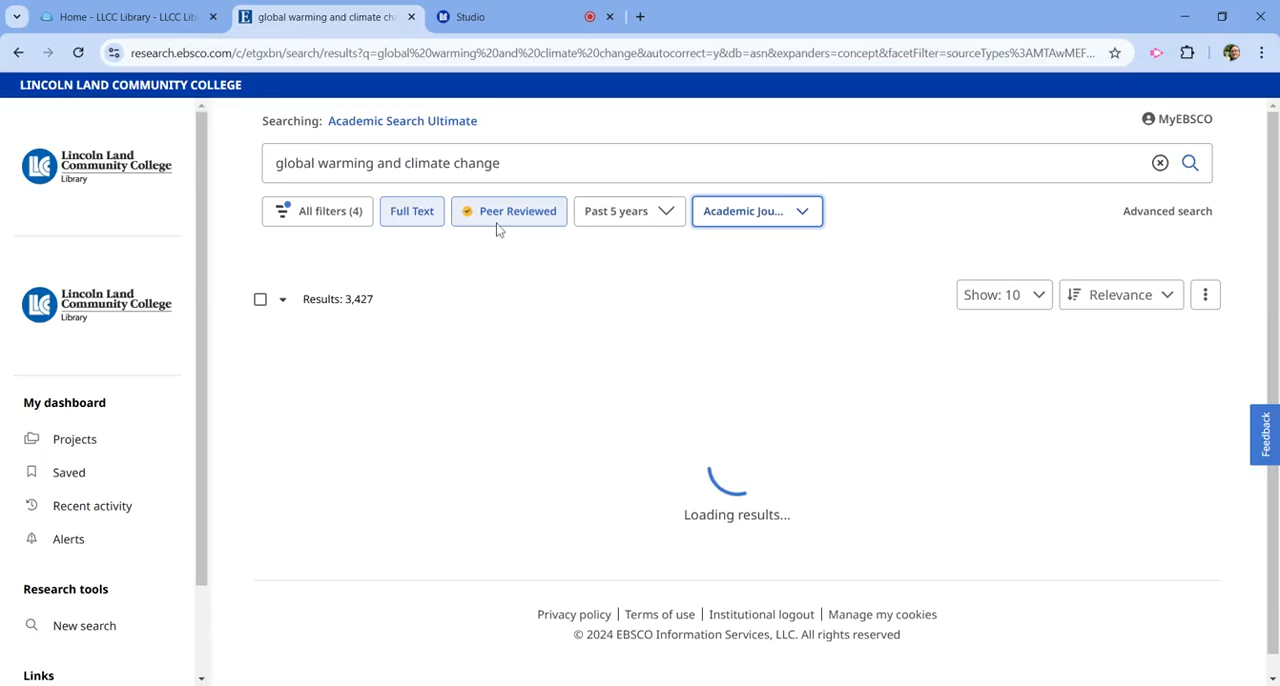 Home - LLCC Library - LLCC Lib
global warming and climate ch
Studio
research.ebsco.com/c/etgxbn/search/results?q=global%20warming%20and%20climate%20change&autocorrect=y&db=asn&expanders=concept&facetFilter=sourceTypes%3AMTAwMEF...
LINCOLN LAND COMMUNITY COLLEGE
LLC
Lincoln Land
Community College
Library
LLC
Lincoln Land
Community College
Library
My dashboard
Projects
Saved
Recent activity
Alerts
Research tools
New search
Links
Searching: Academic Search Ultimate
MyEBSCO
global warming and climate change
All filters (4)
Full Text
Peer Reviewed
Past 5 years
Academic Jou...
Advanced search
Results: 3,427
Show: 10
Relevance
Loading results...
Feedback
Privacy policy | Terms of use | Institutional logout | Manage my cookies
© 2024 EBSCO Information Services, LLC. All rights reserved